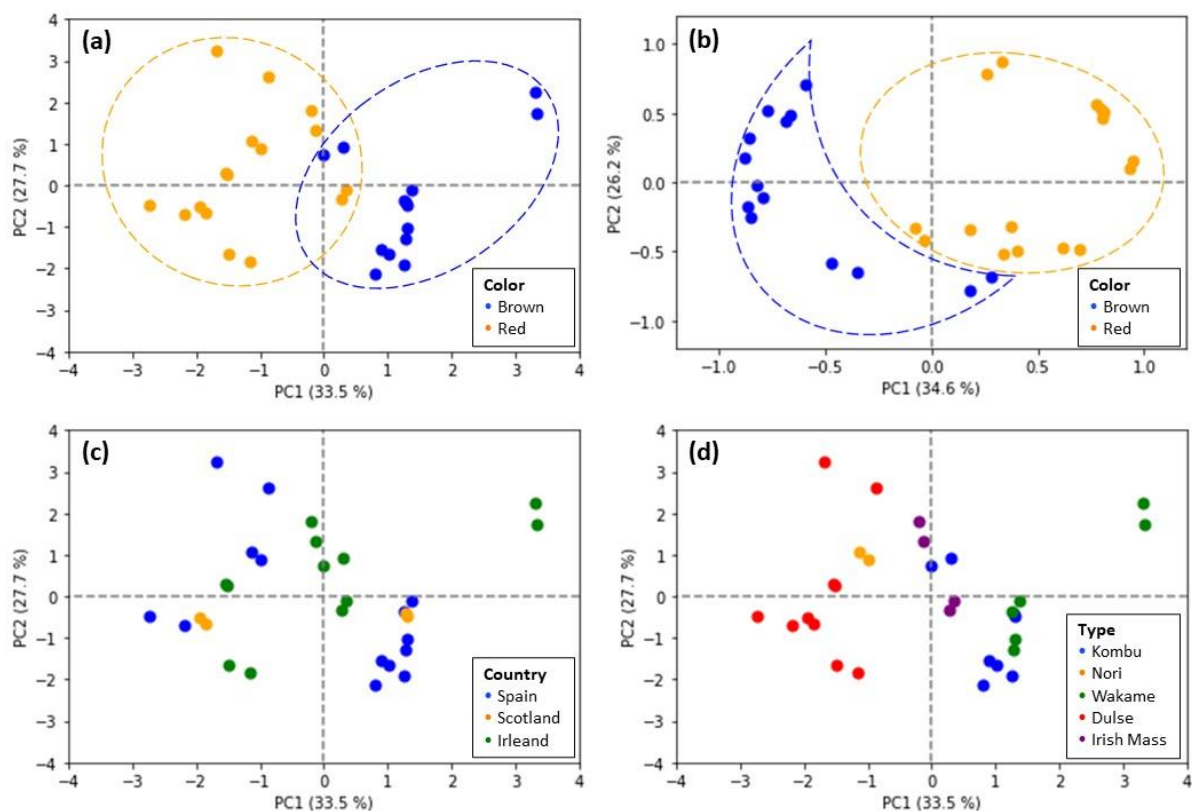 (a)
4
3
2
1
0
−1
−2
−3
−4
PC2 (27.7 %)
−4 −3 −2 −1 0 1 2 3 4
PC1 (33.5 %)
Color
Brown
Red
(b)
1.0
0.5
0.0
−0.5
−1.0
PC2 (26.2 %)
−1.0 −0.5 0.0 0.5 1.0
PC1 (34.6 %)
Color
Brown
Red
(c)
4
3
2
1
0
−1
−2
−3
−4
PC2 (27.7 %)
−4 −3 −2 −1 0 1 2 3 4
PC1 (33.5 %)
Country
Spain
Scotland
Irleand
(d)
4
3
2
1
0
−1
−2
−3
−4
PC2 (27.7 %)
−4 −3 −2 −1 0 1 2 3 4
PC1 (33.5 %)
Type
Kombu
Nori
Wakame
Dulse
Irish Mass